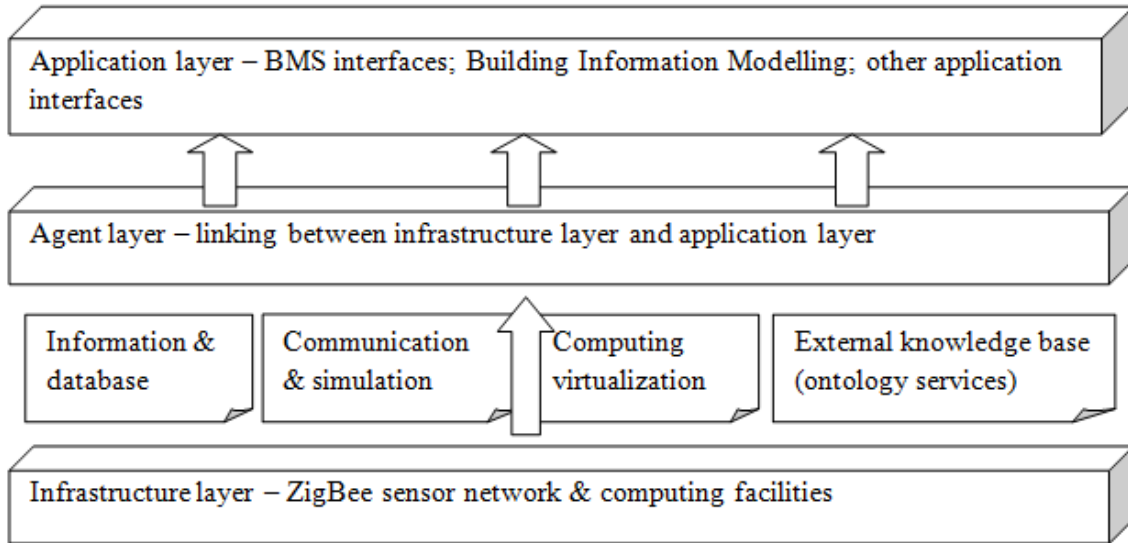 Application layer – BMS interfaces; Building Information Modelling; other application
interfaces
Agent layer – linking between infrastructure layer and application layer
Information &
database
Communication
& simulation
Computing
virtualization
External knowledge base
(ontology services)
Infrastructure layer – ZigBee sensor network & computing facilities